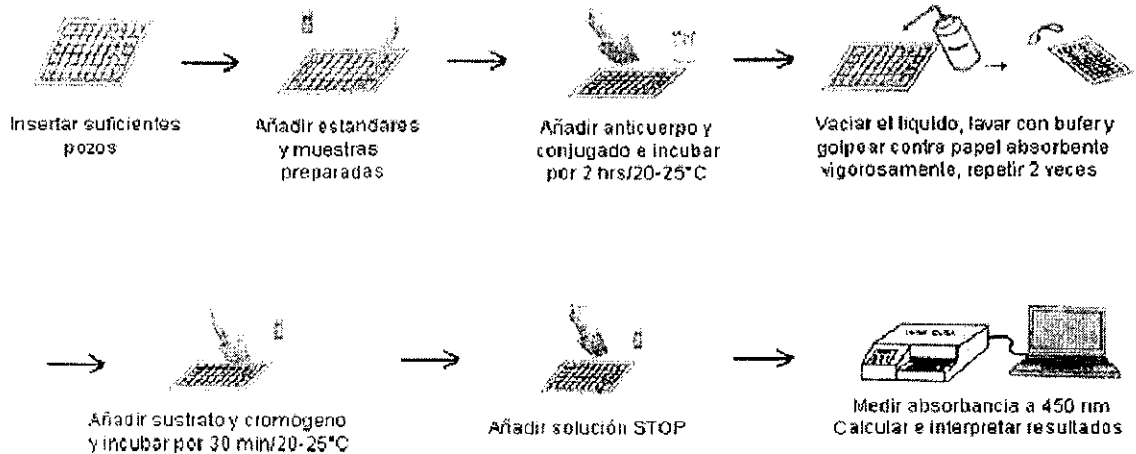 Insertar suficientes
pozos
Añadir estandares
y muestras
preparadas
Añadir anticuerpo y
conjugado e incubar
por 2 hrs/20-25°C
Vaciar el liquido, lavar con bufer y
golpear contra papel absorbente
vigorosamente, repetir 2 veces
Añadir sustrato y cromógeno
y incubar por 30 min/20-25°C
Añadir solución STOP
Medir absorbancia a 450 nm
Calcular e interpretar resultados